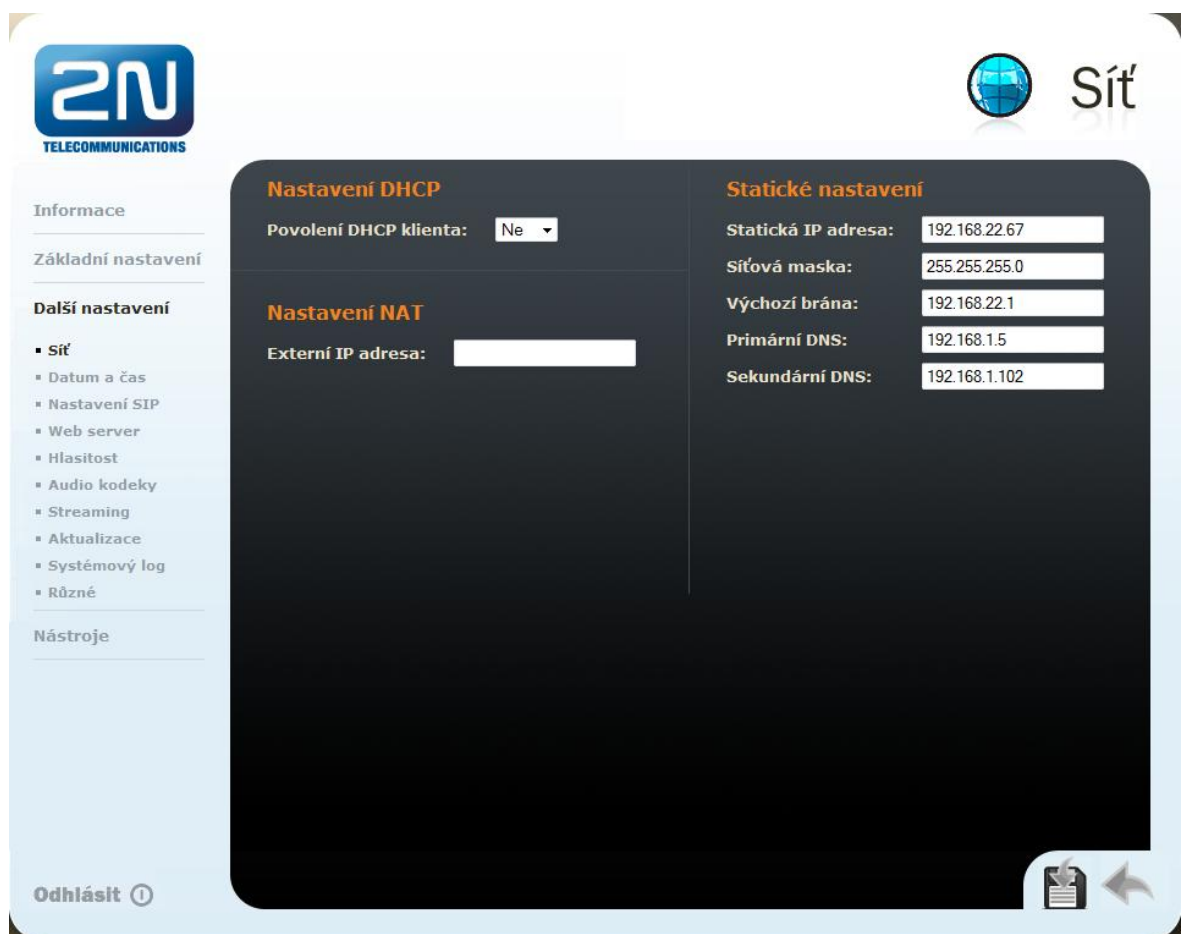 2N
TELECOMMUNICATIONS
Síť
Informace
Základní nastavení
Další nastavení
Síť
Datum a čas
Nastavení SIP
Web server
Hlasitost
Audio kodeky
Streaming
Aktualizace
Systémový log
Různé
Nástroje
Odhlásit
Nastavení DHCP
Povolení DHCP klienta: Ne
Nastavení NAT
Externí IP adresa:
Statické nastavení
Statická IP adresa: 192.168.22.67
Síťová maska: 255.255.255.0
Výchozí brána: 192.168.22.1
Primární DNS: 192.168.1.5
Sekundární DNS: 192.168.1.102